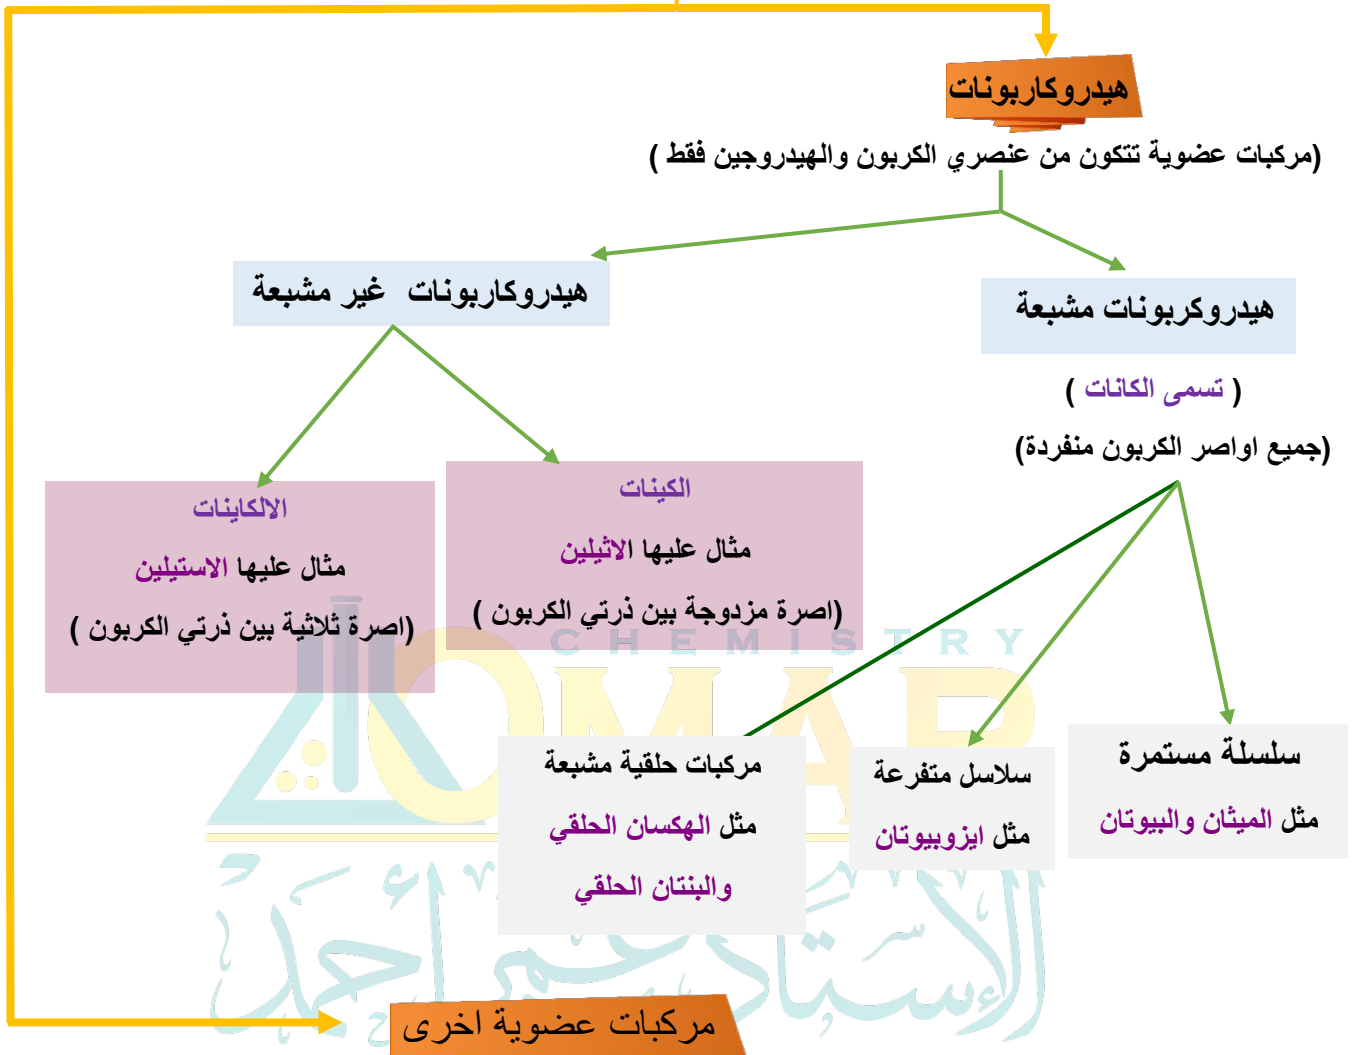 هيدروكاربونات
(مركبات عضوية تتكون من عنصري الكربون والهيدروجين فقط )
هيدروكربونات مشبعة
( تسمى الكانات )
(جميع اواصر الكربون منفردة)
هيدروكاربونات غير مشبعة
الكينات
مثال عليها الاثيلين
(اصرة مزدوجة بين ذرتي الكربون )
الالكاينات
مثال عليها الاستيلين
(اصرة ثلاثية بين ذرتي الكربون )
سلسلة مستمرة
مثل الميثان والبيوتان
سلاسل متفرعة
مثل ايزوبيوتان
مركبات حلقية مشبعة
مثل الهكسان الحلقي
والبنتان الحلقي
CHEMISTRY
OMAR
الأستاذ عمر أحمد
مركبات عضوية اخرى